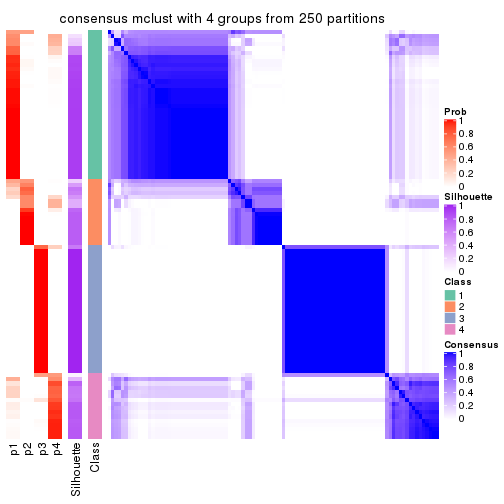 consensus mclust with 4 groups from 250 partitions
Prob
1
0.8
0.6
0.4
0.2
0
Silhouette
1
0.8
0.6
0.4
0.2
0
Class
1
2
3
4
Consensus
1
0.8
0.6
0.4
0.2
0
p1
p2
p3
p4
Silhouette
Class